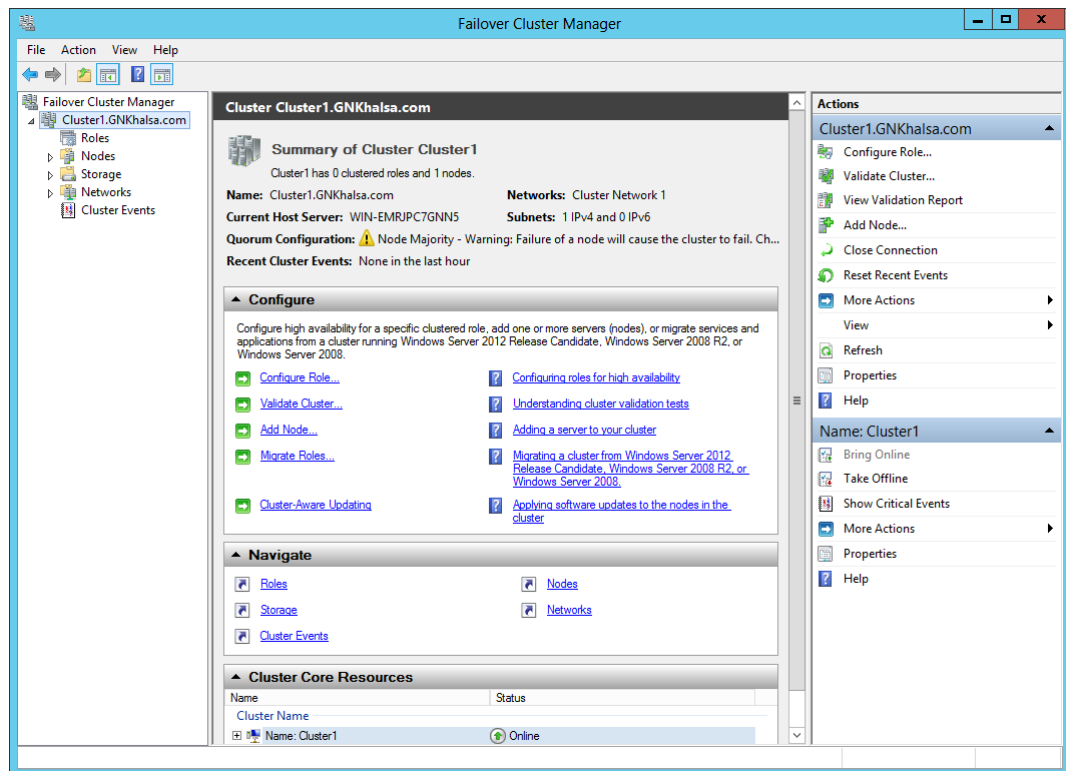 Failover Cluster Manager
File Action View Help
Failover Cluster Manager
Cluster1.GNKhalsa.com
Roles
Nodes
Storage
Networks
Cluster Events
Cluster Cluster1.GNKhalsa.com
Summary of Cluster Cluster1
Cluster1 has 0 clustered roles and 1 nodes.
Name: Cluster1.GNKhalsa.com Networks: Cluster Network 1
Current Host Server: WIN-EMRJPC7GNN5 Subnets: 1 IPv4 and 0 IPv6
Quorum Configuration: Node Majority - Warning: Failure of a node will cause the cluster to fail. Ch...
Recent Cluster Events: None in the last hour
Configure
Configure high availability for a specific clustered role, add one or more servers (nodes), or migrate services and
applications from a cluster running Windows Server 2012 Release Candidate, Windows Server 2008 R2, or
Windows Server 2008.
Configure Role... Configuring roles for high availability
Validate Cluster... Understanding cluster validation tests
Add Node... Adding a server to your cluster
Migrate Roles... Migrating a cluster from Windows Server 2012
Release Candidate, Windows Server 2008 R2, or
Windows Server 2008.
Cluster-Aware Updating Applying software updates to the nodes in the
cluster
Navigate
Roles Nodes
Storage Networks
Cluster Events
Cluster Core Resources
Name Status
Cluster Name
Name: Cluster1 Online
Actions
Cluster1.GNKhalsa.com
Configure Role...
Validate Cluster...
View Validation Report
Add Node...
Close Connection
Reset Recent Events
More Actions
View
Refresh
Properties
Help
Name: Cluster1
Bring Online
Take Offline
Show Critical Events
More Actions
Properties
Help